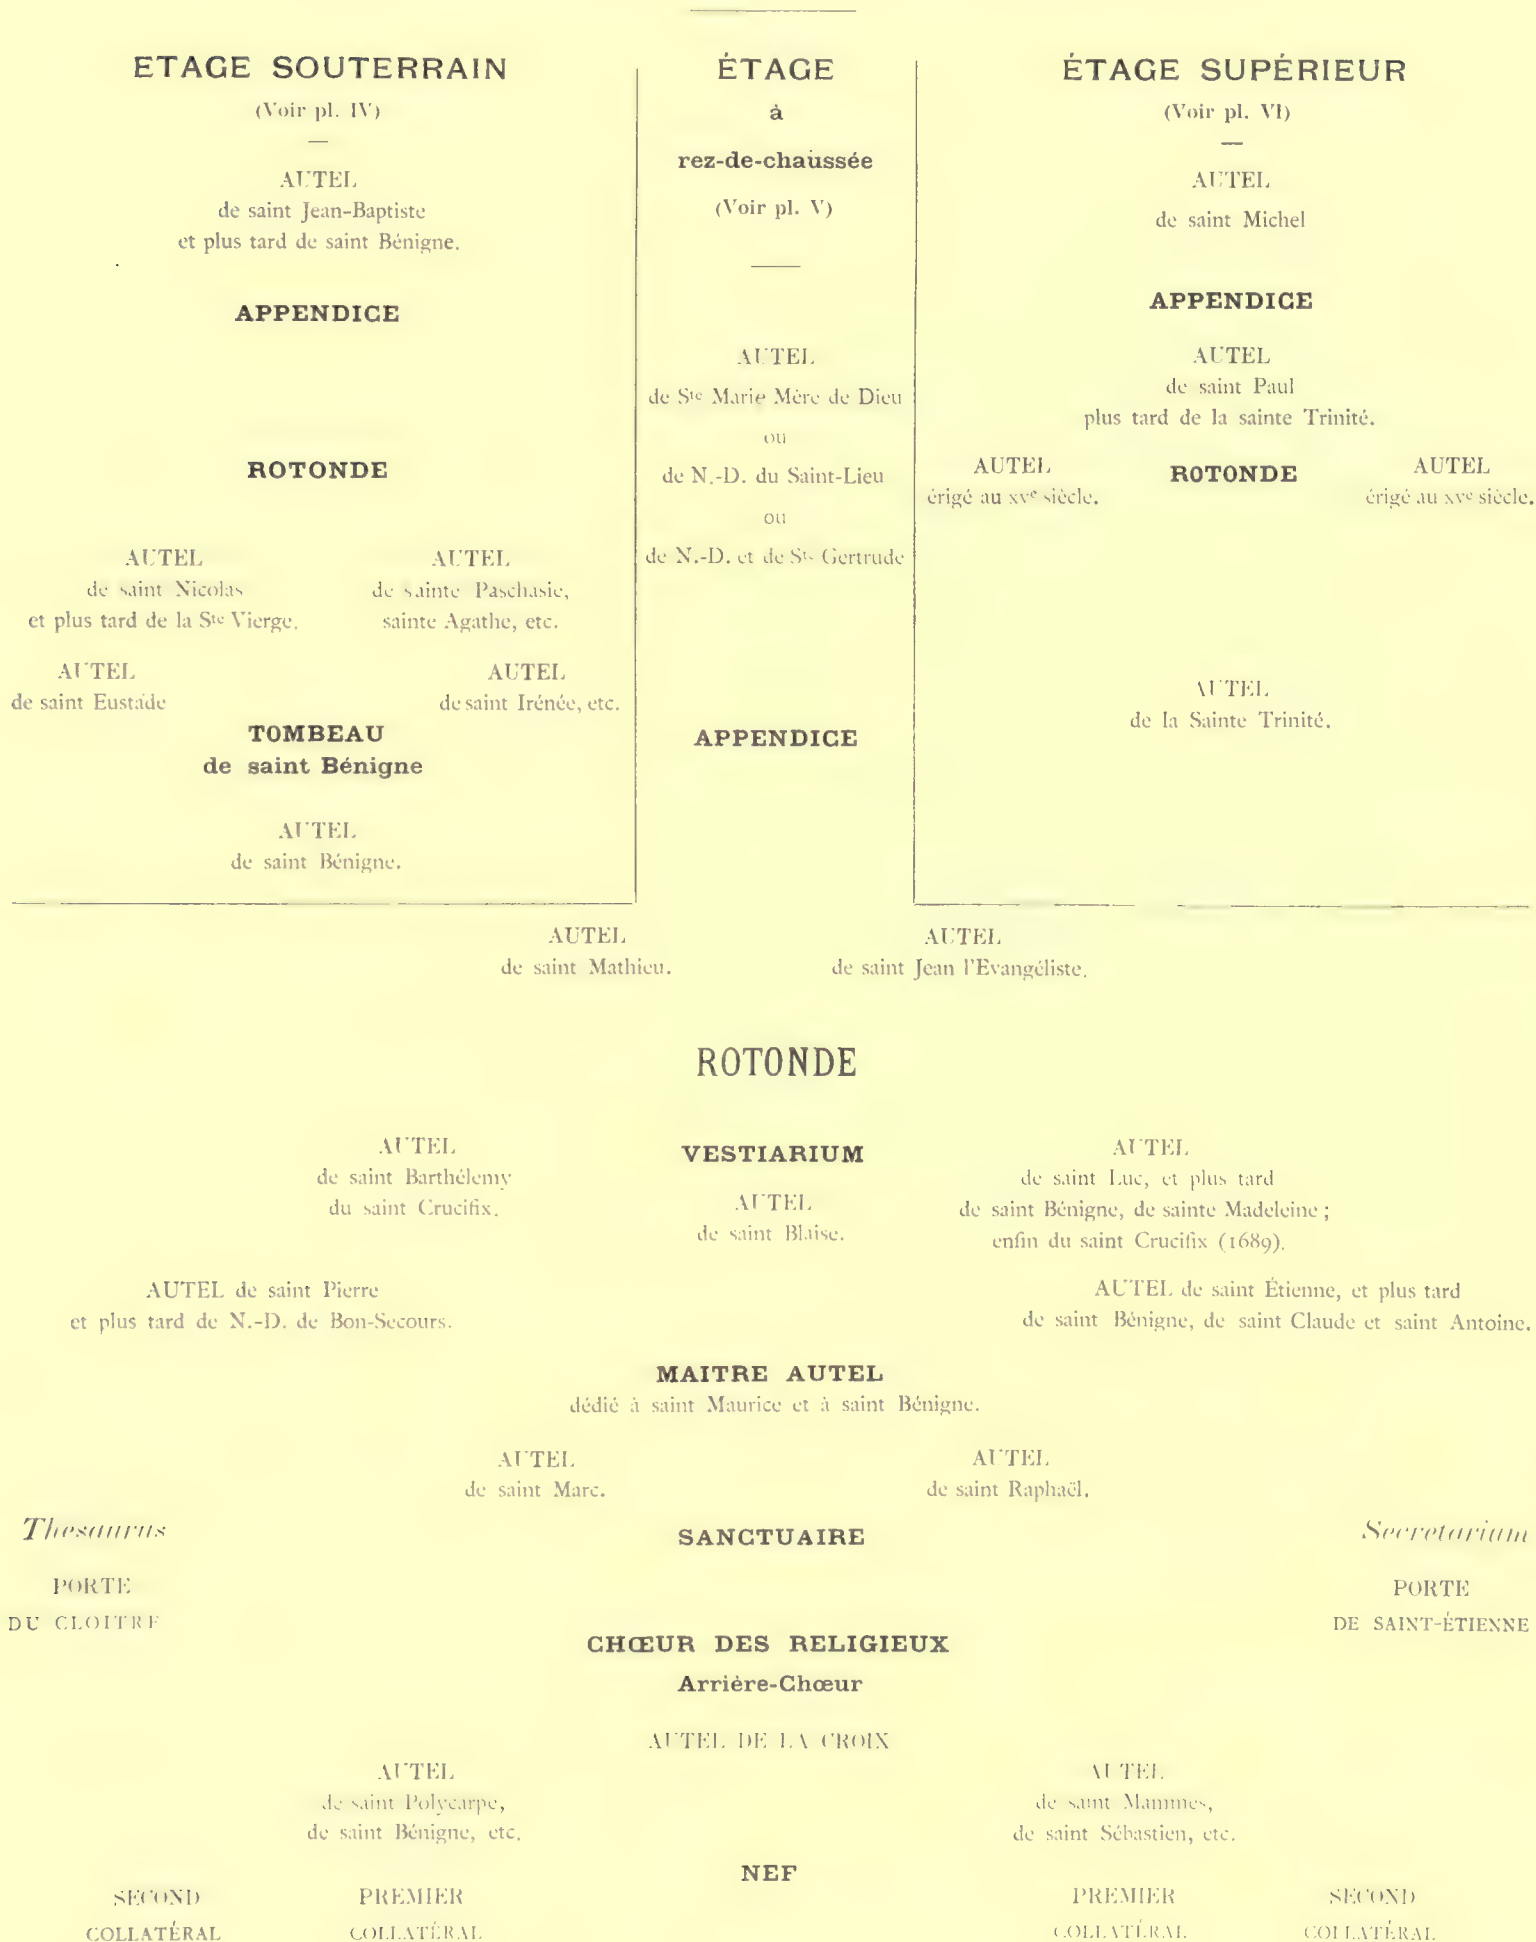 ETAGE SOUTERRAIN
(Voir pl. IV)
AUTEL
de saint Jean-Baptiste
et plus tard de saint Bénigne.
APPENDICE
ROTONDE
AUTEL
de saint Nicolas
et plus tard de la Ste Vierge.
AUTEL
de sainte Paschasie,
sainte Agathe, etc.
AUTEL
de saint Eustade
AUTEL
de saint Irénée, etc.
TOMBEAU
de saint Bénigne
AUTEL
de saint Bénigne.
ÉTAGE
à
rez-de-chaussée
(Voir pl. V)
AUTEL
de Ste Marie Mère de Dieu
ou
de N.-D. du Saint-Lieu
ou
de N.-D. et de Ste Gertrude
APPENDICE
ÉTAGE SUPÉRIEUR
(Voir pl. VI)
AUTEL
de saint Michel
APPENDICE
AUTEL
de saint Paul
plus tard de la sainte Trinité.
AUTEL
érigé au XVe siècle.
ROTONDE
AUTEL
érigé au XVe siècle.
AUTEL
de la Sainte Trinité.
AUTEL
de saint Mathieu.
AUTEL
de saint Jean l'Evangéliste.
ROTONDE
AUTEL
de saint Barthélemy
du saint Crucifix.
VESTIARIUM
AUTEL
de saint Blaise.
AUTEL
de saint Luc, et plus tard
de saint Bénigne, de sainte Madeleine ;
enfin du saint Crucifix (1689).
AUTEL de saint Pierre
et plus tard de N.-D. de Bon-Secours.
AUTEL de saint Étienne, et plus tard
de saint Bénigne, de saint Claude et saint Antoine.
MAITRE AUTEL
dédié à saint Maurice et à saint Bénigne.
AUTEL
de saint Marc.
AUTEL
de saint Raphaël.
Thesaurus
SANCTUAIRE
Secretarium
PORTE
DU CLOITRE
PORTE
DE SAINT-ÉTIENNE
CHŒUR DES RELIGIEUX
Arrière-Chœur
AUTEL DE LA CROIX
AUTEL
de saint Polycarpe,
de saint Bénigne, etc.
AUTEL
de saint Mammès,
de saint Sébastien, etc.
NEF
SECOND
COLLATÉRAL
PREMIER
COLLATÉRAL
PREMIER
COLLATÉRAL
SECOND
COLLATÉRAL